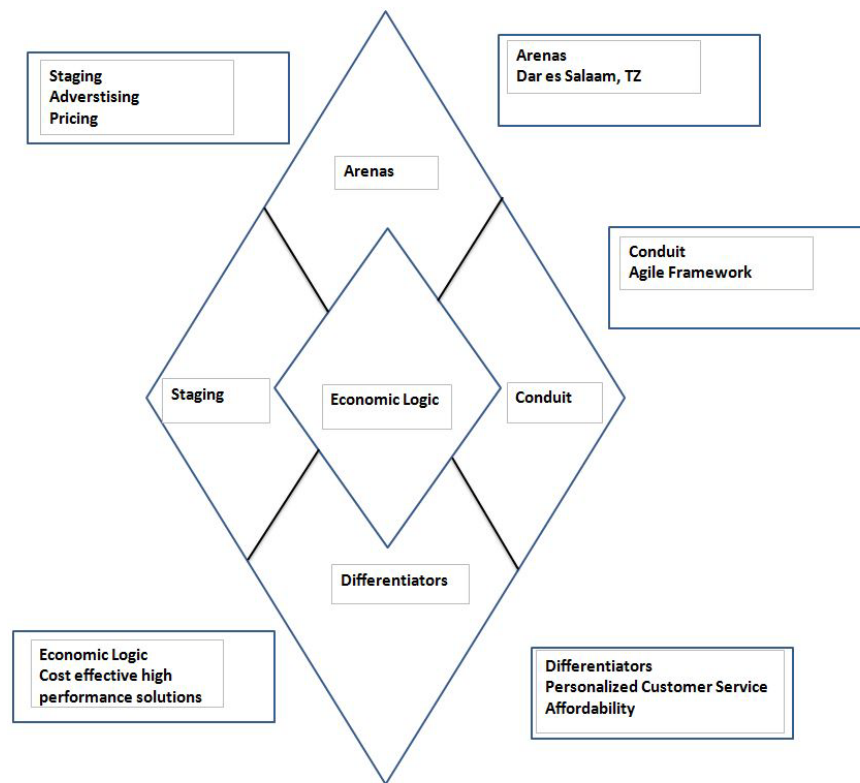 Staging
Adverstising
Pricing
Arenas
Dar es Salaam, TZ
Arenas
Conduit
Agile Framework
Staging
Economic Logic
Conduit
Differentiators
Economic Logic
Cost effective high
performance solutions
Differentiators
Personalized Customer Service
Affordability